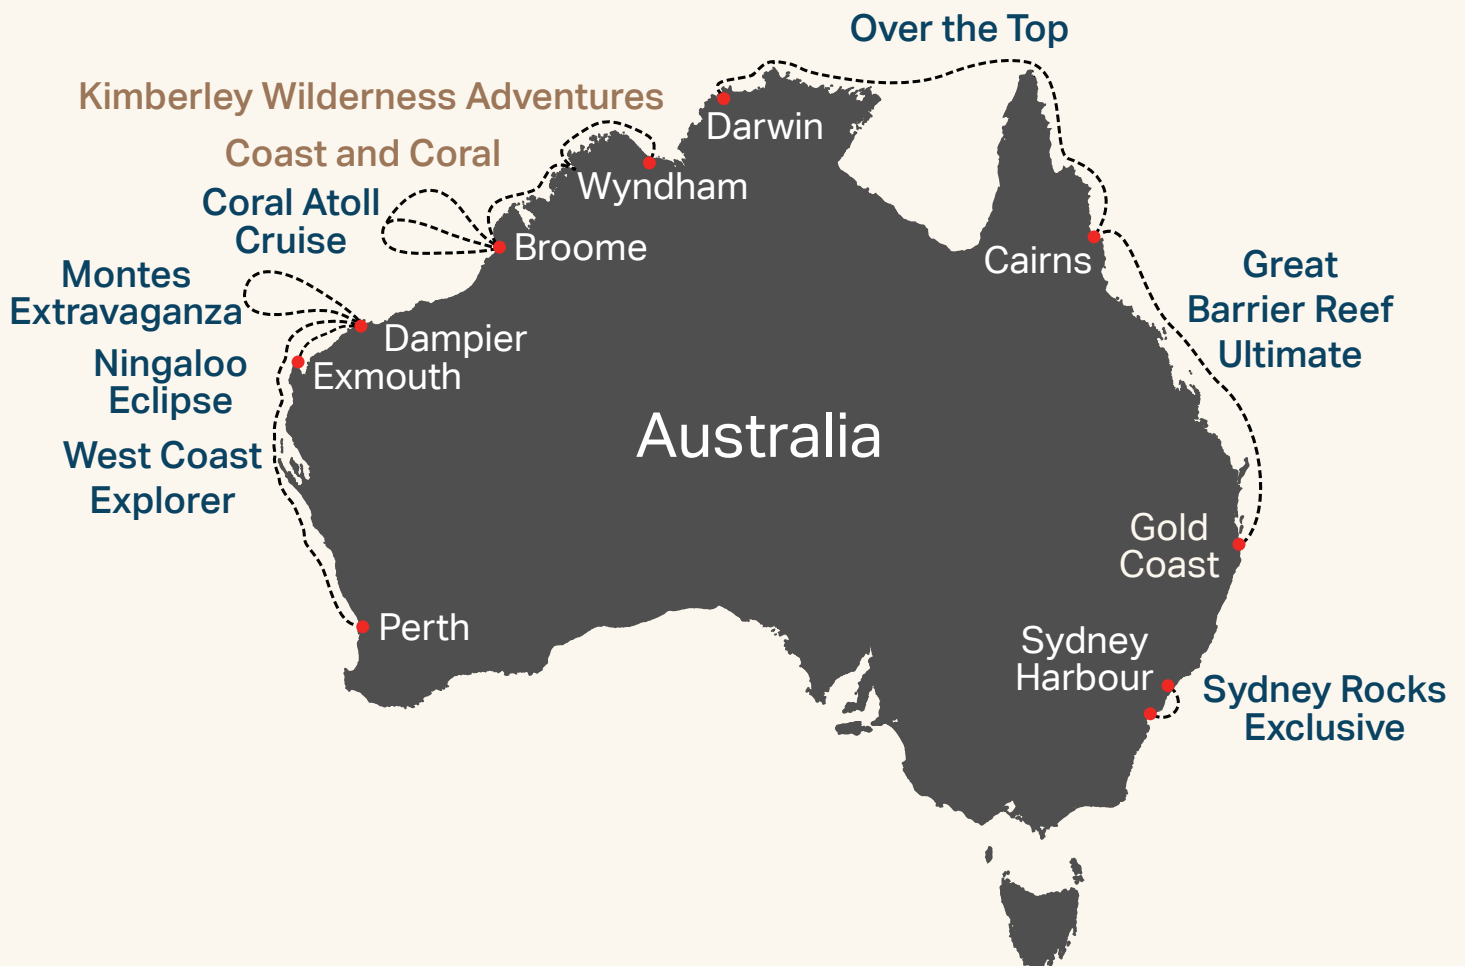 Over the Top
Kimberley Wilderness Adventures
Darwin
Coast and Coral
Wyndham
Coral Atoll
Cruise
Broome
Cairns
Great
Barrier Reef
Ultimate
Montes
Extravaganza
Dampier
Ningaloo
Eclipse
Exmouth
Australia
West Coast
Explorer
Gold
Coast
Perth
Sydney
Harbour
Sydney Rocks
Exclusive